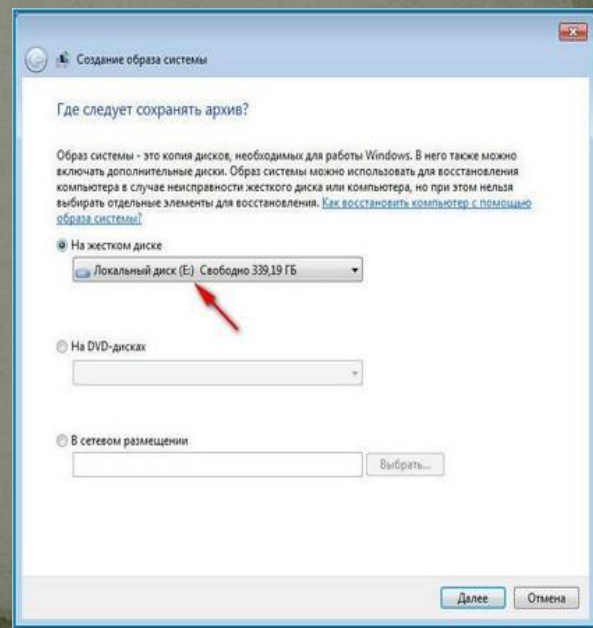 Создание образа системы
Где следует сохранять архив?
Образ системы - это копия дисков, необходимых для работы Windows. В него также можно
включать дополнительные диски. Образ системы можно использовать для восстановления
компьютера в случае неисправности жесткого диска или компьютера, но при этом нельзя
выбирать отдельные элементы для восстановления. Как восстановить компьютер с помощью
образа системы?
На жестком диске
Локальный диск (E:) Свободно 339,19 ГБ
На DVD-дисках
В сетевом размещении
Выбрать...
Далее
Отмена